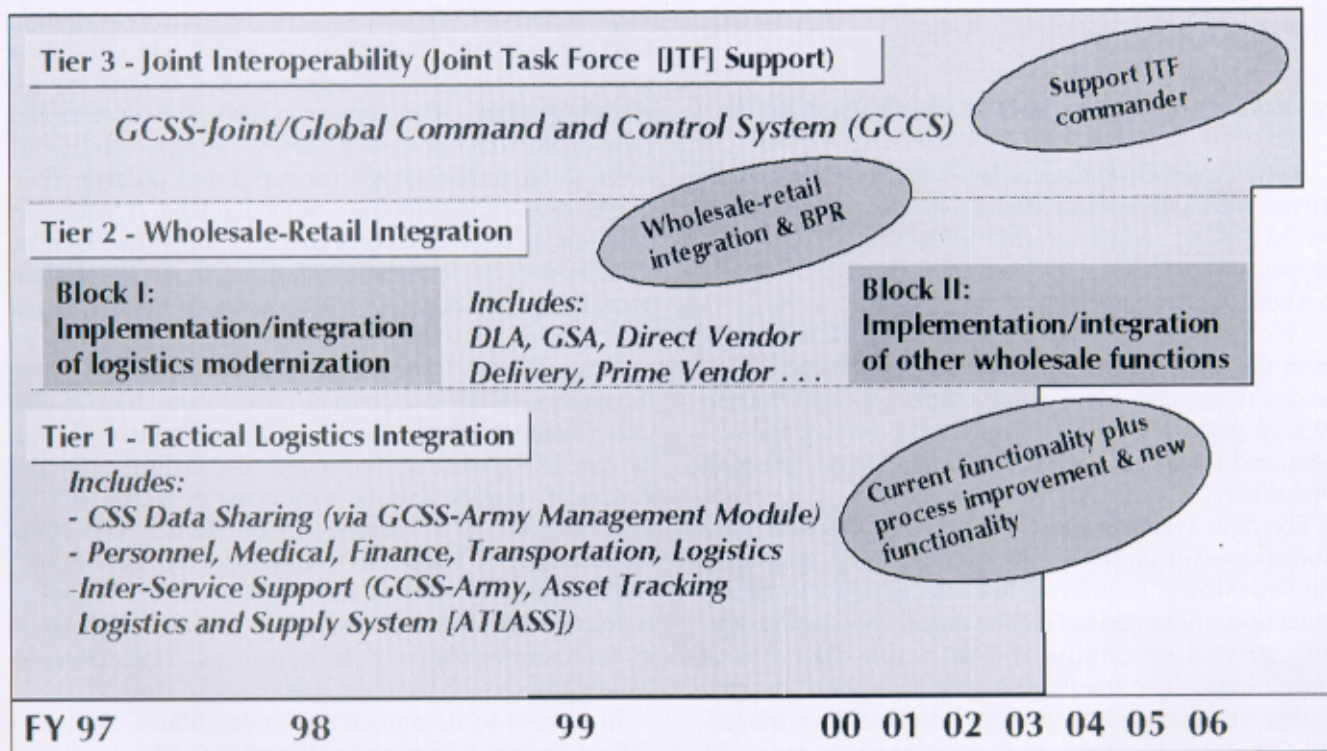 Tier 3 - Joint Interoperability (Joint Task Force [JTF] Support)
Support JTF
commander
GCSS-Joint/Global Command and Control System (GCCS)
Wholesale-retail
integration & BPR
Tier 2 - Wholesale-Retail Integration
Block I:
Implementation/integration
of logistics modernization
Includes:
DLA, GSA, Direct Vendor
Delivery, Prime Vendor . . .
Block II:
Implementation/integration
of other wholesale functions
Tier 1 - Tactical Logistics Integration
Current functionality plus
process improvement & new
functionality
Includes:
- CSS Data Sharing (via GCSS-Army Management Module)
- Personnel, Medical, Finance, Transportation, Logistics
-Inter-Service Support (GCSS-Army, Asset Tracking
Logistics and Supply System [ATLASS])
FY 97 98 99 00 01 02 03 04 05 06